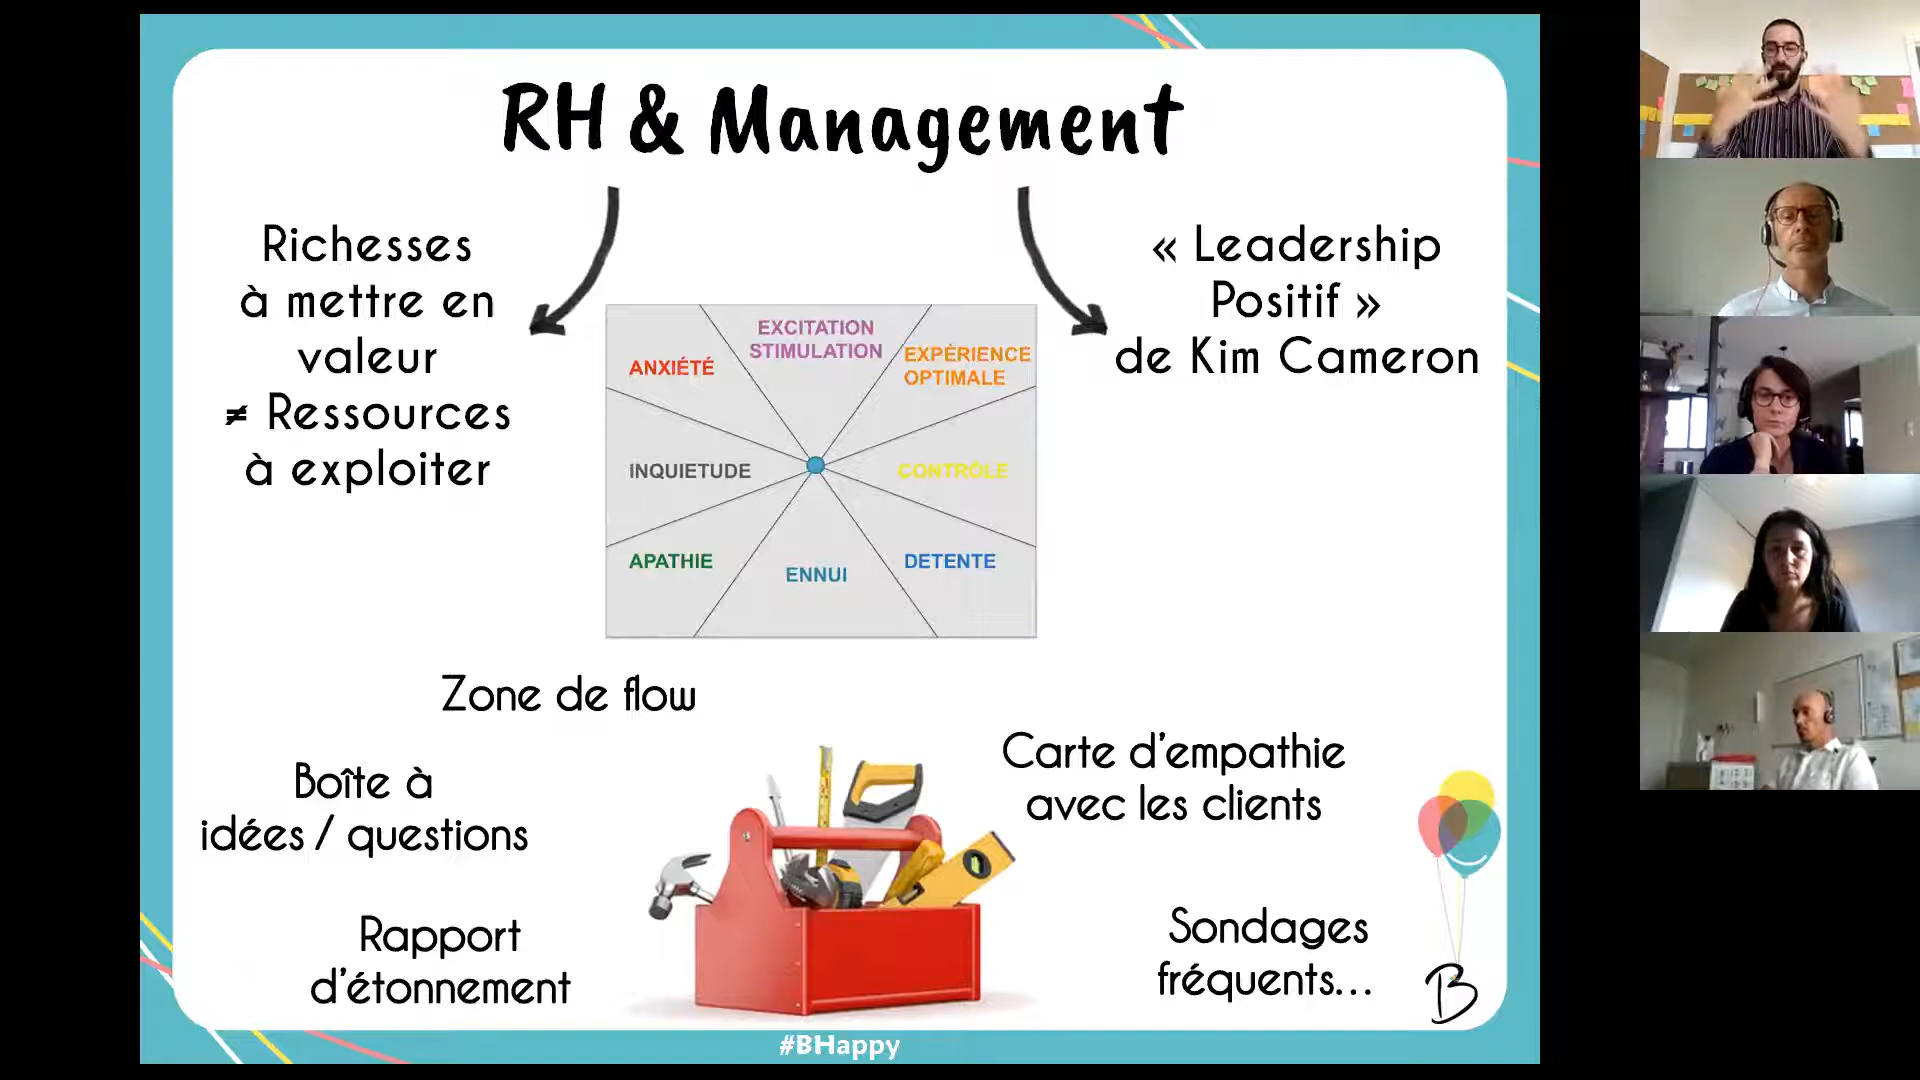 RH & Management
Richesses
à mettre en
valeur
≠ Ressources
à exploiter
« Leadership
Positif »
de Kim Cameron
EXCITATION
STIMULATION
ANXIÉTÉ
EXPÉRIENCE
OPTIMALE
INQUIETUDE
CONTRÔLE
APATHIE
ENNUI
DETENTE
Zone de flow
Boîte à
idées / questions
Carte d'empathie
avec les clients
Rapport
d'étonnement
Sondages
fréquents...
B
#BHappy